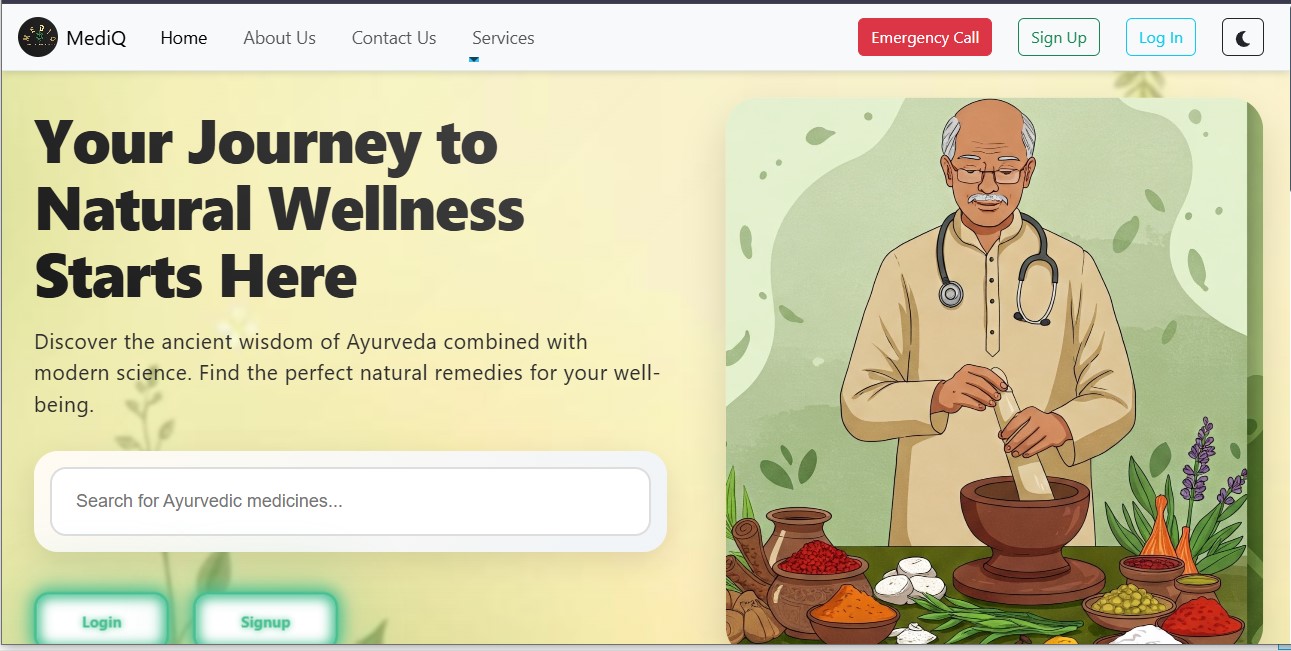 MediQ Home About Us Contact Us Services Emergency Call Sign Up Log In
Your Journey to
Natural Wellness
Starts Here
Discover the ancient wisdom of Ayurveda combined with
modern science. Find the perfect natural remedies for your well-
being.
Search for Ayurvedic medicines...
Login Signup